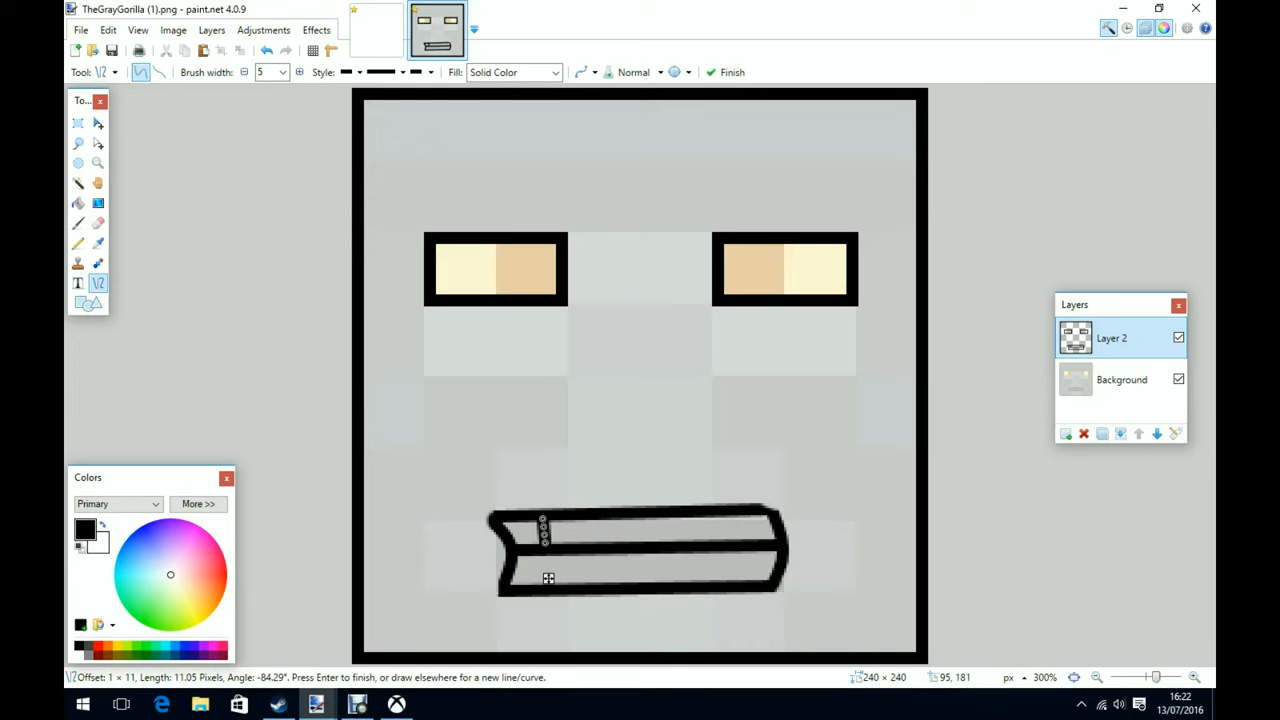 TheGrayGorilla (1).png - paint.net 4.0.9
File Edit View Image Layers Adjustments Effects
Tool: Brush width: 5 Style: Fill: Solid Color Normal Finish
To...
Layers
Layer 2
Background
Colors
Primary More >>
Offset: 1 × 11, Length: 11.05 Pixels, Angle: -84.29°. Press Enter to finish, or draw elsewhere for a new line/curve. 240 × 240 95, 181 px 300%
16:22
13/07/2016